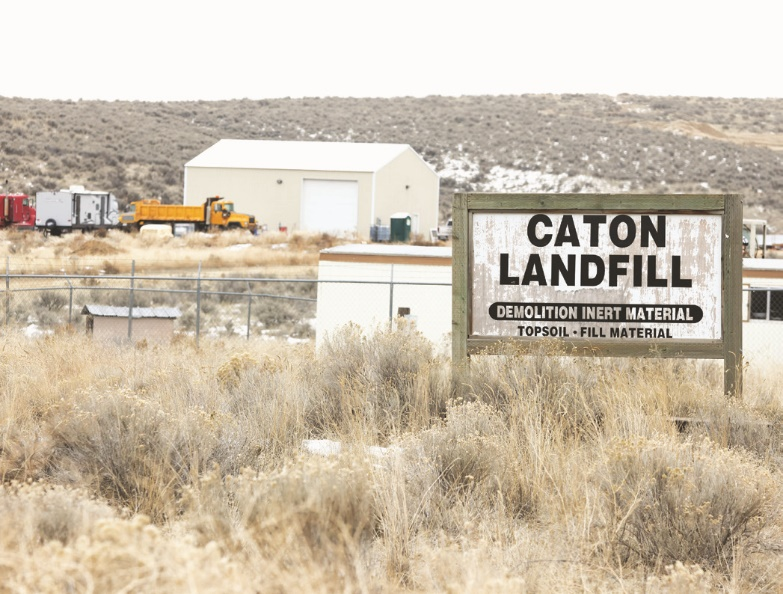 CATON
LANDFILL
DEMOLITION INERT MATERIAL
TOPSOIL • FILL MATERIAL